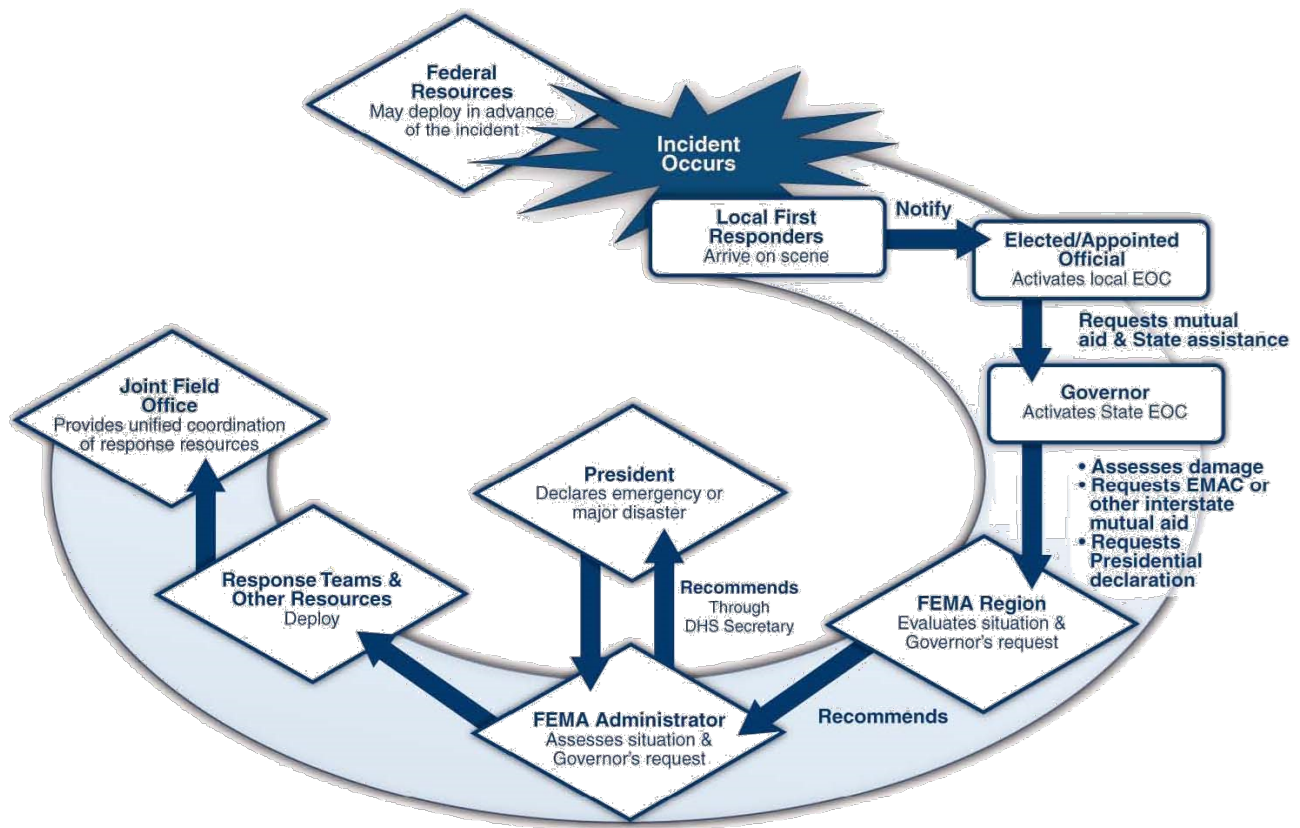 Federal
Resources
May deploy in advance
of the incident
Incident
Occurs
Local First
Responders
Arrive on scene
Notify
Elected/Appointed
Official
Activates local EOC
Requests mutual
aid & State assistance
Governor
Activates State EOC
• Assesses damage
• Requests EMAC or
other interstate
mutual aid
• Requests
Presidential
declaration
FEMA Region
Evaluates situation &
Governor's request
Recommends
FEMA Administrator
Assesses situation &
Governor's request
Recommends
Through
DHS Secretary
President
Declares emergency or
major disaster
Response Teams &
Other Resources
Deploy
Joint Field
Office
Provides unified coordination
of response resources